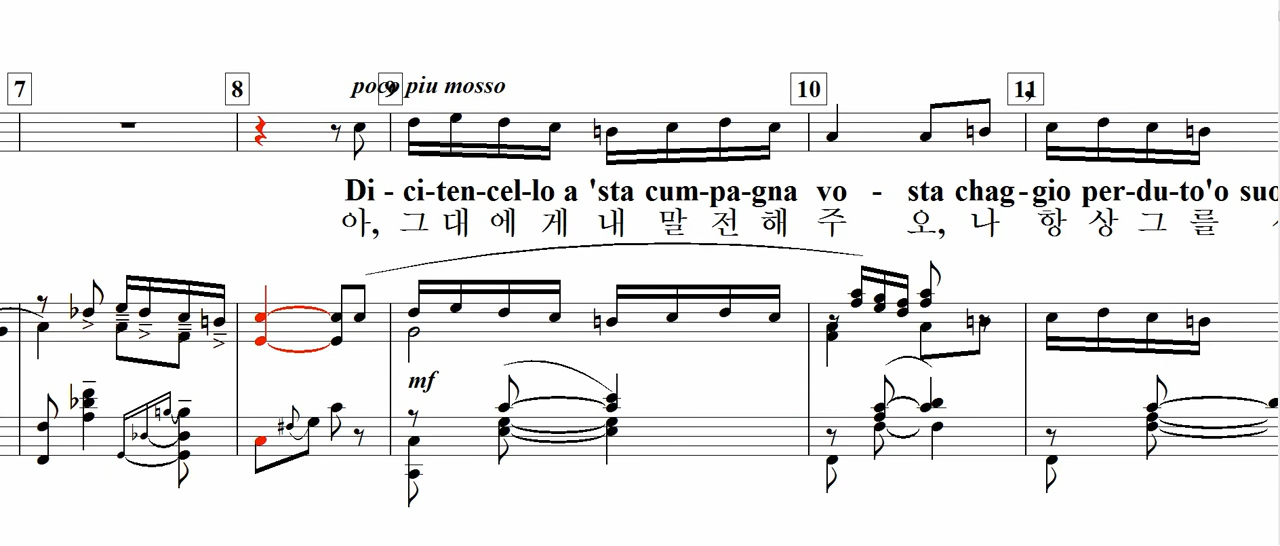 7 8 9 10 11
poco piu mosso
Di - ci-ten-cel-lo a 'sta cum-pa-gna vo - sta chag-gio per-du-to'o suo
아, 그 대 에 게 내 말 전 해 주 오, 나 항 상 그 를
mf